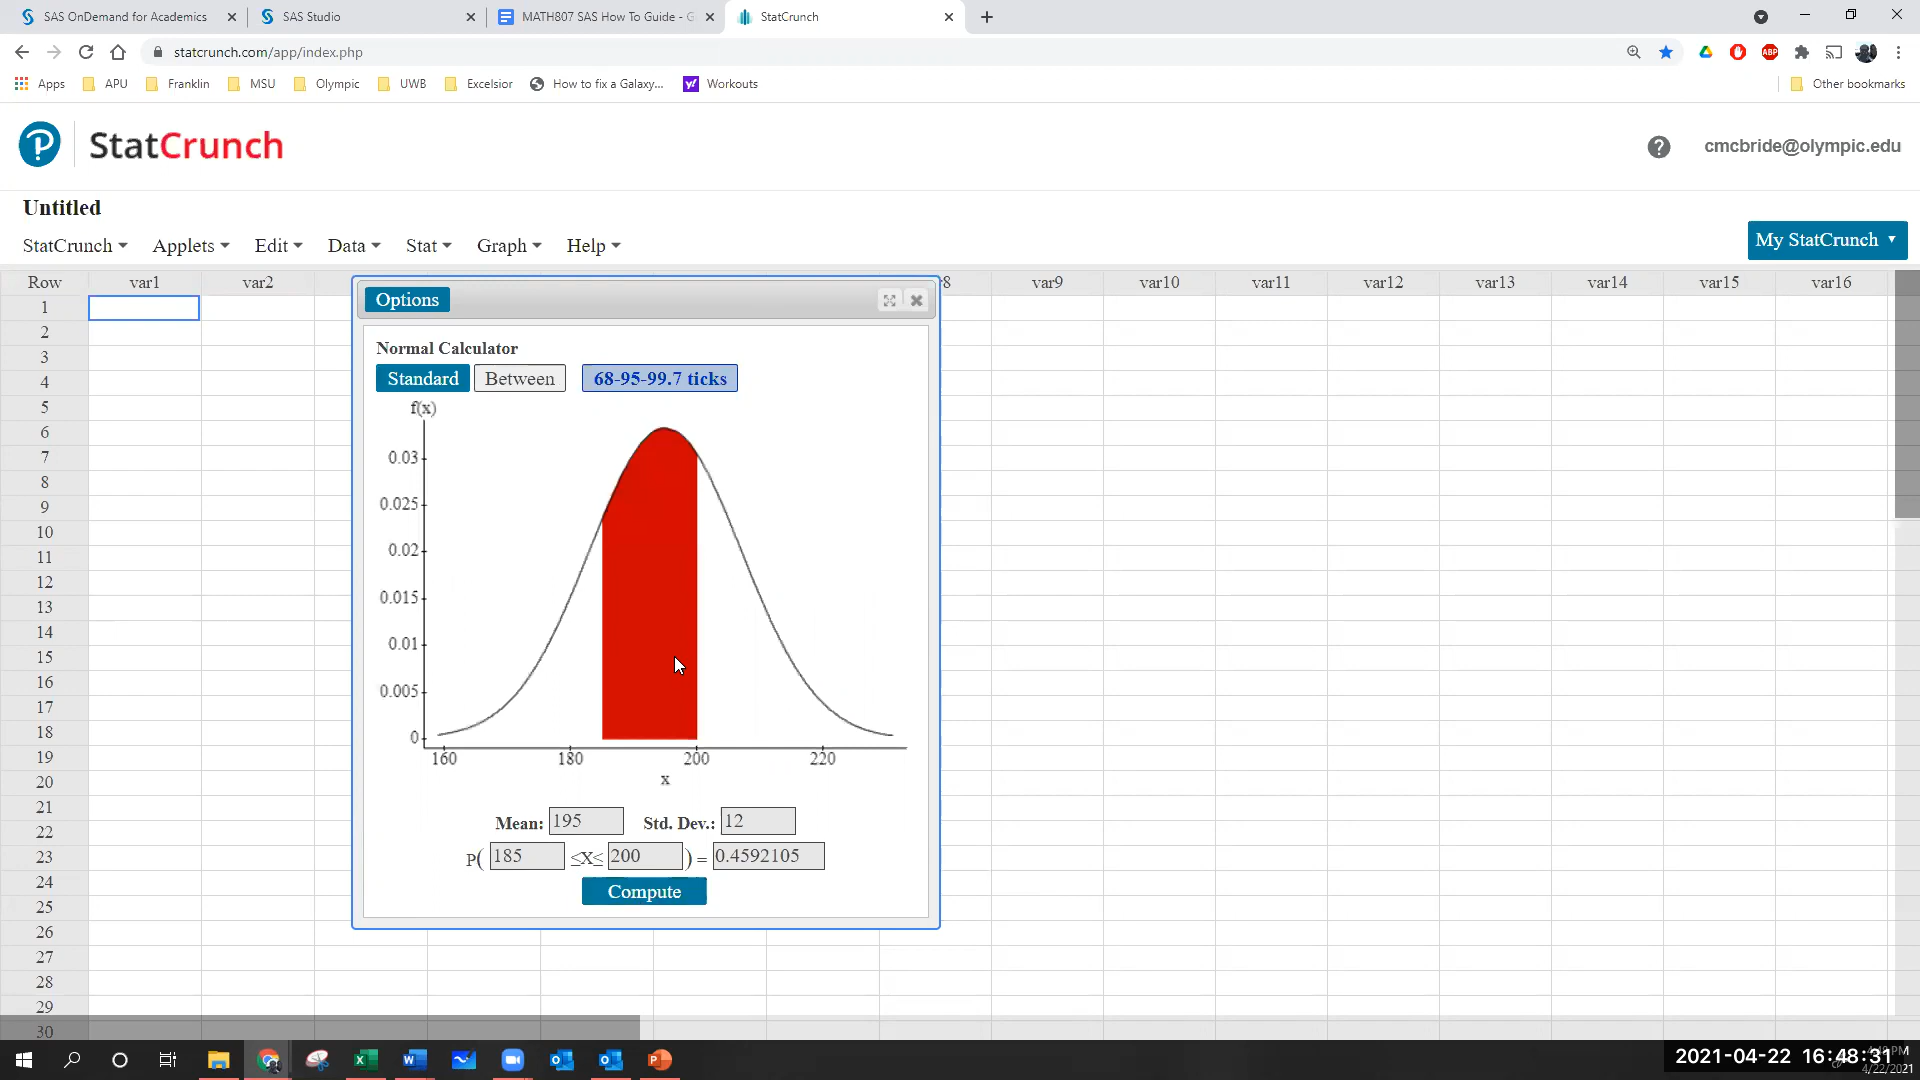 SAS OnDemand for Academics
SAS Studio
MATH807 SAS How To Guide - G
StatCrunch
statcrunch.com/app/index.php
ABP
Apps APU Franklin MSU Olympic UWB Excelsior How to fix a Galaxy... Workouts Other bookmarks
StatCrunch
cmcbride@olympic.edu
Untitled
StatCrunch Applets Edit Data Stat Graph Help
My StatCrunch
Row var1 var2 8 var9 var10 var11 var12 var13 var14 var15 var16
1
2
3
4
5
6
7
8
9
10
11
12
13
14
15
16
17
18
19
20
21
22
23
24
25
26
27
28
29
30
Options
Normal Calculator
Standard Between 68-95-99.7 ticks
f(x)
0.03
0.025
0.02
0.015
0.01
0.005
0
160 180 200 220
x
Mean: 195 Std. Dev.: 12
P( 185 ≤X≤ 200 ) = 0.4592105
Compute
2021-04-22 16:48:31
4/22/2021